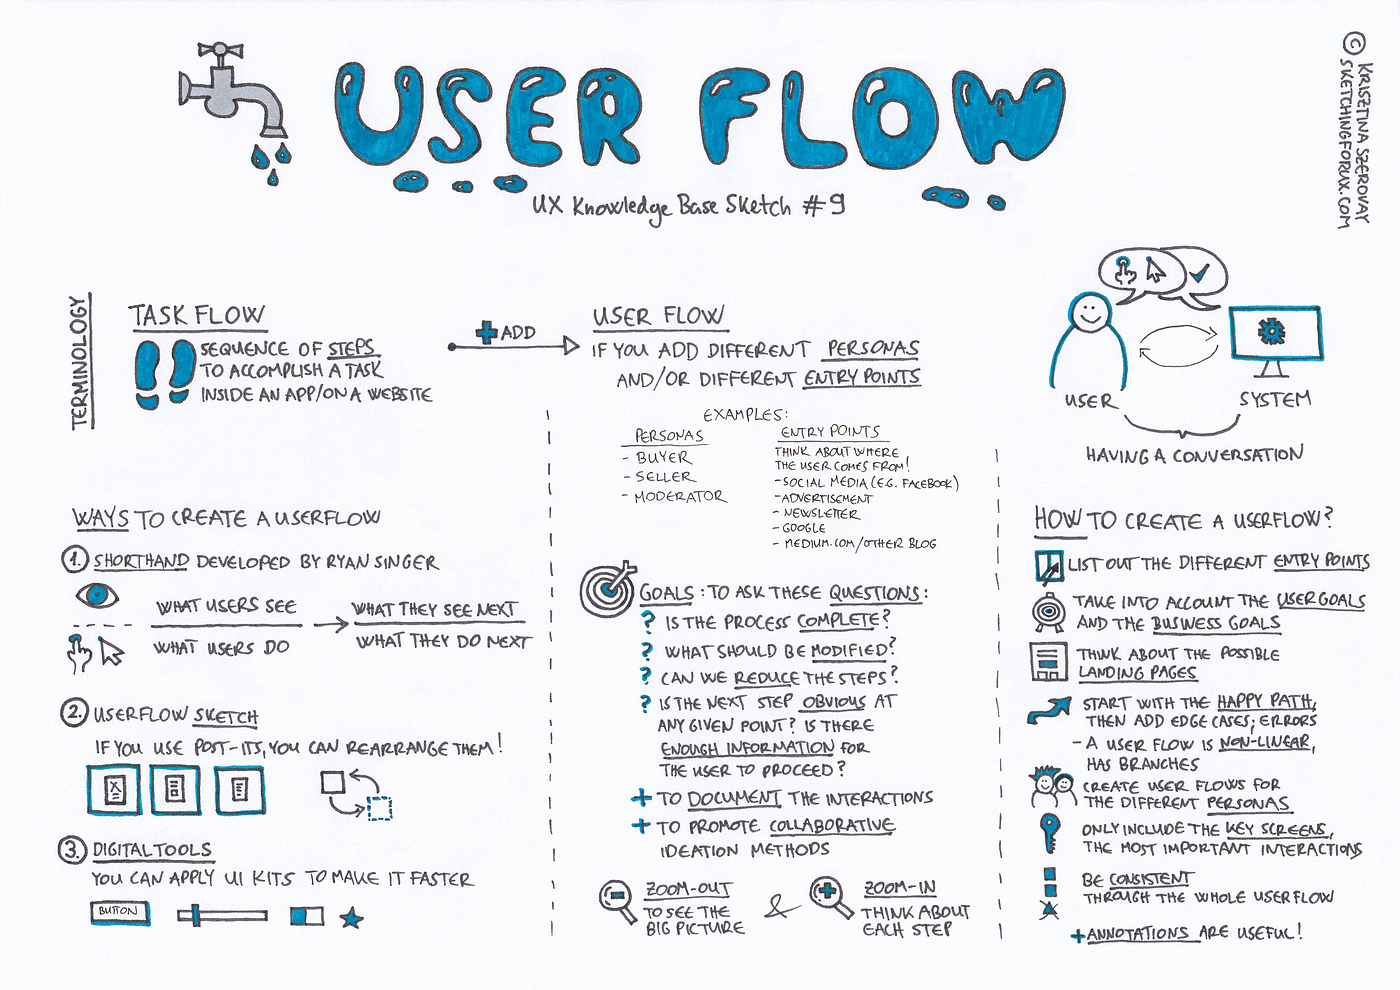 USER FLOW
UX Knowledge Base Sketch #9
© KRISZTINA SZEROVAY
SKETCHINGFORUX.COM
TERMINOLOGY
TASK FLOW
SEQUENCE OF STEPS
TO ACCOMPLISH A TASK
INSIDE AN APP/ON A WEBSITE
+ ADD
USER FLOW
IF YOU ADD DIFFERENT PERSONAS
AND/OR DIFFERENT ENTRY POINTS
EXAMPLES:
PERSONAS
- BUYER
- SELLER
- MODERATOR
ENTRY POINTS
THINK ABOUT WHERE
THE USER COMES FROM!
- SOCIAL MEDIA (E.G. FACEBOOK)
- ADVERTISEMENT
- NEWSLETTER
- GOOGLE
- MEDIUM.COM/OTHER BLOG
USER
SYSTEM
HAVING A CONVERSATION
WAYS TO CREATE A USERFLOW
1. SHORTHAND DEVELOPED BY RYAN SINGER
WHAT USERS SEE
WHAT USERS DO
WHAT THEY SEE NEXT
WHAT THEY DO NEXT
2. USERFLOW SKETCH
IF YOU USE POST-ITS, YOU CAN REARRANGE THEM!
3. DIGITAL TOOLS
YOU CAN APPLY UI KITS TO MAKE IT FASTER
BUTTON
GOALS: TO ASK THESE QUESTIONS:
? IS THE PROCESS COMPLETE?
? WHAT SHOULD BE MODIFIED?
? CAN WE REDUCE THE STEPS?
? IS THE NEXT STEP OBVIOUS AT
ANY GIVEN POINT? IS THERE
ENOUGH INFORMATION FOR
THE USER TO PROCEED?
+ TO DOCUMENT THE INTERACTIONS
+ TO PROMOTE COLLABORATIVE
IDEATION METHODS
ZOOM-OUT
TO SEE THE
BIG PICTURE
&
ZOOM-IN
THINK ABOUT
EACH STEP
HOW TO CREATE A USERFLOW?
LIST OUT THE DIFFERENT ENTRY POINTS
TAKE INTO ACCOUNT THE USER GOALS
AND THE BUSINESS GOALS
THINK ABOUT THE POSSIBLE
LANDING PAGES
START WITH THE HAPPY PATH,
THEN ADD EDGE CASES; ERRORS
- A USER FLOW IS NON-LINEAR,
HAS BRANCHES
CREATE USER FLOWS FOR
THE DIFFERENT PERSONAS
ONLY INCLUDE THE KEY SCREENS,
THE MOST IMPORTANT INTERACTIONS
BE CONSISTENT
THROUGH THE WHOLE USERFLOW
+ ANNOTATIONS ARE USEFUL!